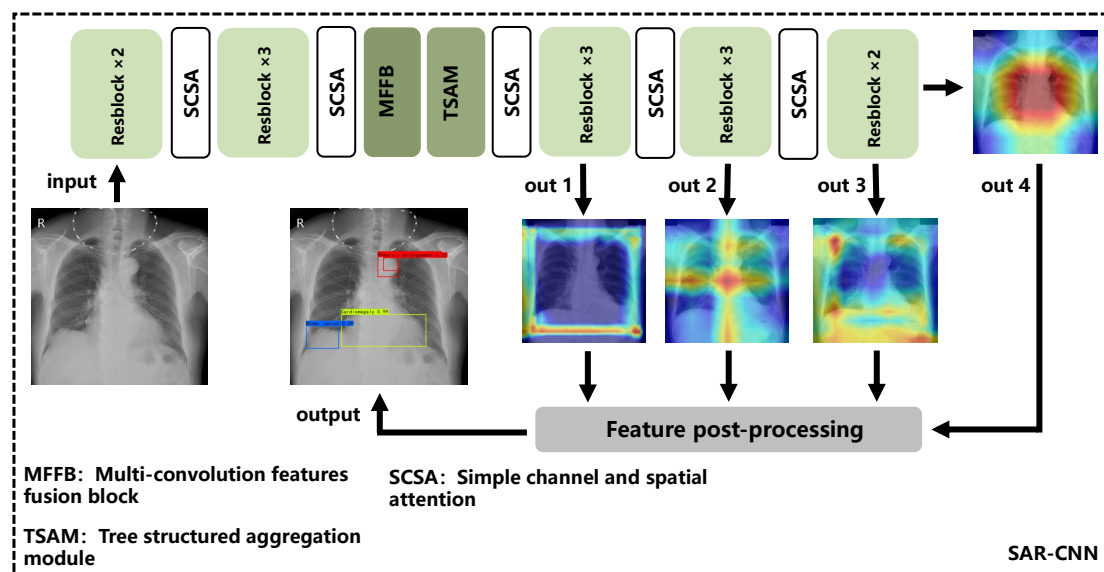 Resblock ×2
SCSA
Resblock ×3
SCSA
MFFB
TSAM
SCSA
Resblock ×3
SCSA
Resblock ×3
SCSA
Resblock ×2
input
out 1
out 2
out 3
out 4
R
R
Cardiomegaly 0.99
output
Feature post-processing
MFFB: Multi-convolution features
fusion block
SCSA: Simple channel and spatial
attention
TSAM: Tree structured aggregation
module
SAR-CNN